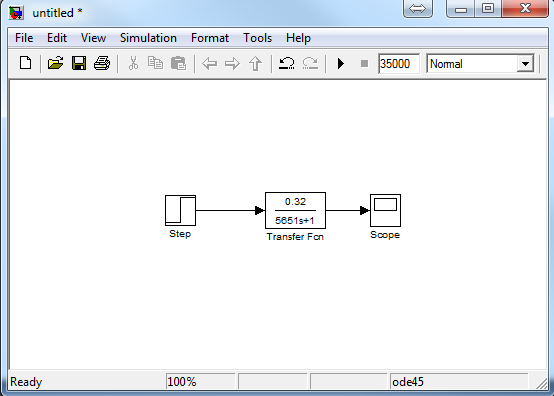 untitled *
File Edit View Simulation Format Tools Help
35000 Normal
0.32
5651s+1
Step
Transfer Fcn
Scope
Ready 100% ode45